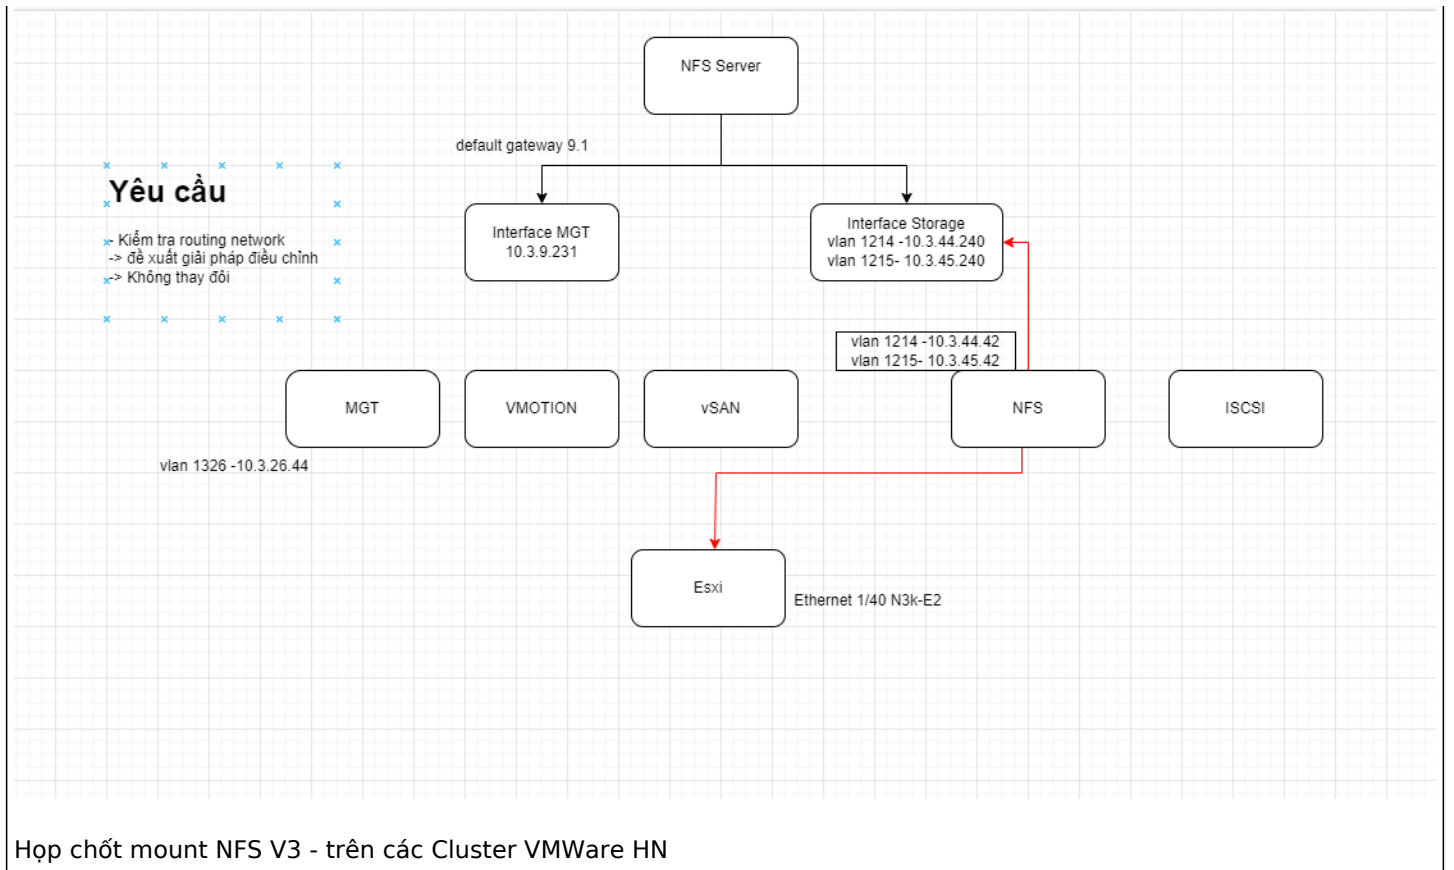 NFS Server
default gateway 9.1
Yêu cầu
- Kiểm tra routing network
-> đề xuất giải pháp điều chỉnh
-> Không thay đổi
Interface MGT
10.3.9.231
Interface Storage
vlan 1214 -10.3.44.240
vlan 1215- 10.3.45.240
vlan 1214 -10.3.44.42
vlan 1215- 10.3.45.42
MGT
VMOTION
vSAN
NFS
ISCSI
vlan 1326 -10.3.26.44
Esxi
Ethernet 1/40 N3k-E2
Họp chốt mount NFS V3 - trên các Cluster VMWare HN